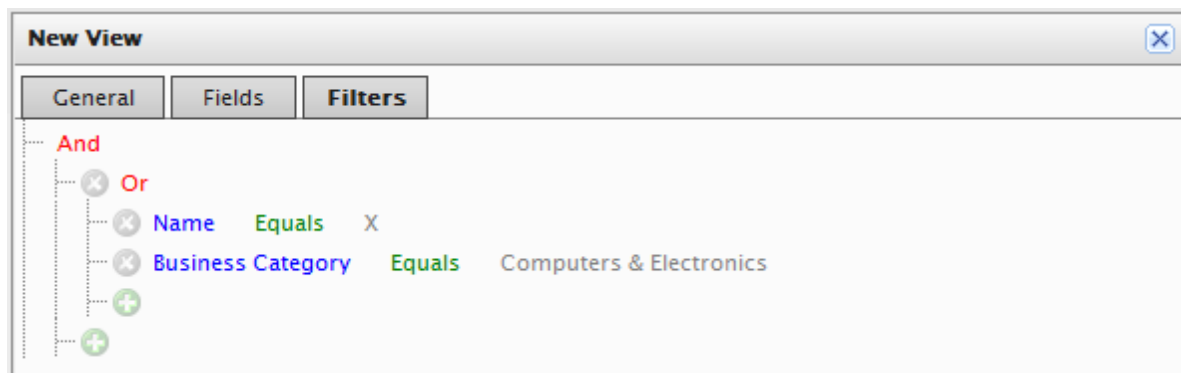 New View
General Fields Filters
And
Or
Name Equals X
Business Category Equals Computers & Electronics